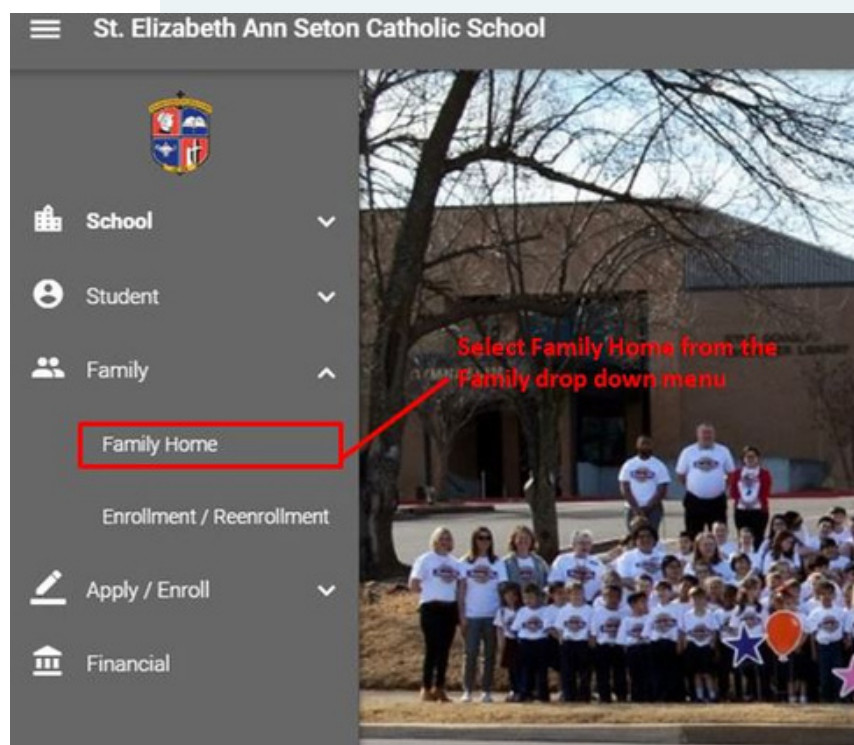 St. Elizabeth Ann Seton Catholic School
School
Student
Family
Family Home
Enrollment / Reenrollment
Apply / Enroll
Financial
Select Family Home from the
Family drop down menu